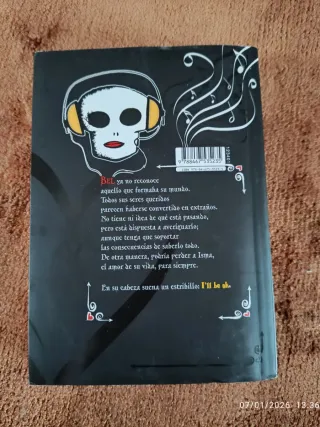 BEL ya no reconoce
aquello que formaba su mundo.
Todos sus seres queridos
parecen haberse convertido en extraños.
No tiene ni idea de qué está pasando,
pero está dispuesta a averiguarlo;
aunque tenga que soportar
las consecuencias de saberlo todo.
De otra manera, podría perder a Isma,
el amor de su vida, para siempre.
En su cabeza suena un estribillo: I'll be ok.
07/01/2026 13:36